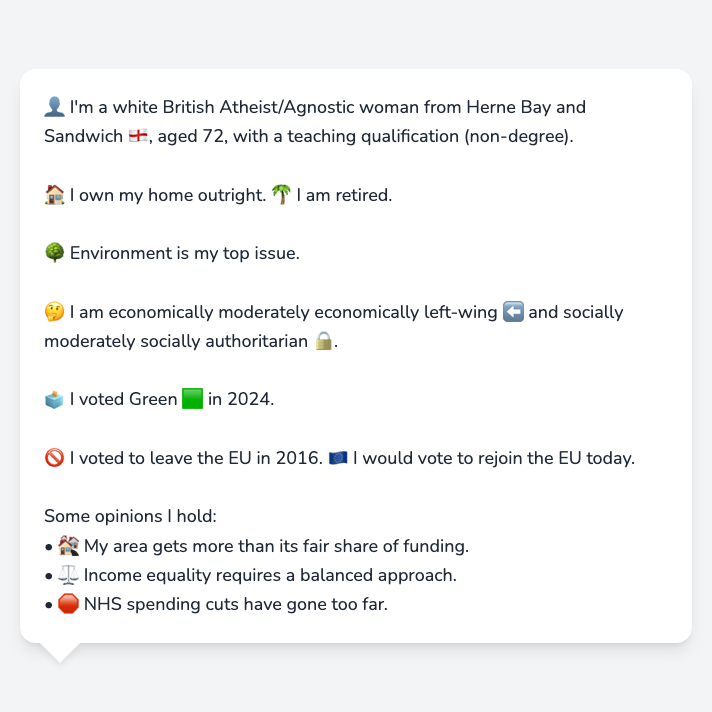 👤 I'm a white British Atheist/Agnostic woman from Herne Bay and
Sandwich 🏴󠁧󠁢󠁥󠁮󠁧󠁿, aged 72, with a teaching qualification (non-degree).
🏠 I own my home outright. 🌴 I am retired.
🌳 Environment is my top issue.
🤔 I am economically moderately economically left-wing ⬅️ and socially
moderately socially authoritarian 🔒.
🗳️ I voted Green 🟩 in 2024.
🚫 I voted to leave the EU in 2016. 🇪🇺 I would vote to rejoin the EU today.
Some opinions I hold:
• 🏘️ My area gets more than its fair share of funding.
• ⚖️ Income equality requires a balanced approach.
• 🛑 NHS spending cuts have gone too far.